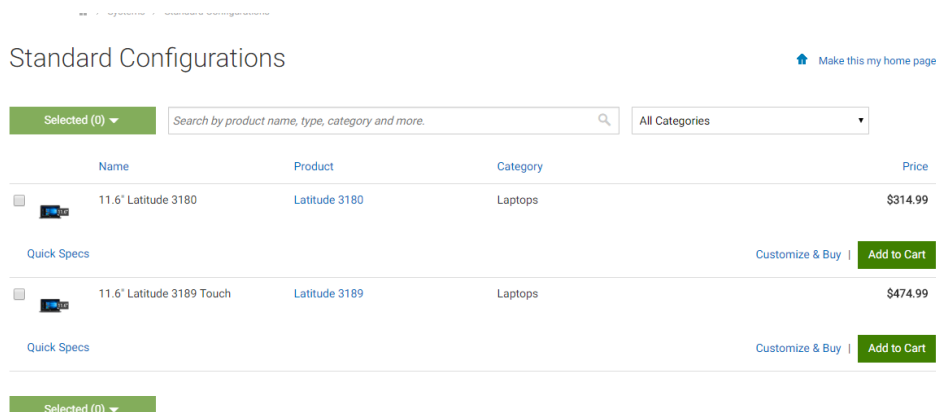 Systems Standard Configurations
Standard Configurations
Make this my home page
Selected (0)
Search by product name, type, category and more.
All Categories
Name Product Category Price
11.6" Latitude 3180 Latitude 3180 Laptops $314.99
Quick Specs Customize & Buy | Add to Cart
11.6" Latitude 3189 Touch Latitude 3189 Laptops $474.99
Quick Specs Customize & Buy | Add to Cart
Selected (0)